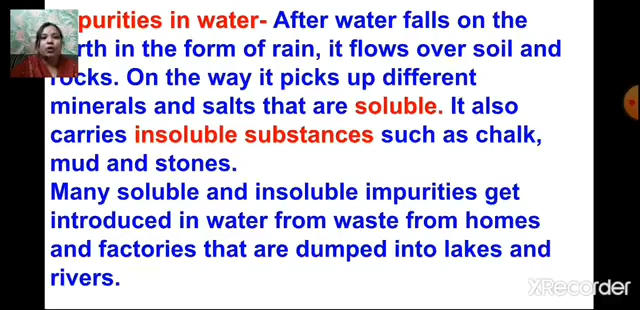 purities in water- After water falls on the
rth in the form of rain, it flows over soil and
rocks. On the way it picks up different
minerals and salts that are soluble. It also
carries insoluble substances such as chalk,
mud and stones.
Many soluble and insoluble impurities get
introduced in water from waste from homes
and factories that are dumped into lakes and
rivers.
XRecorder